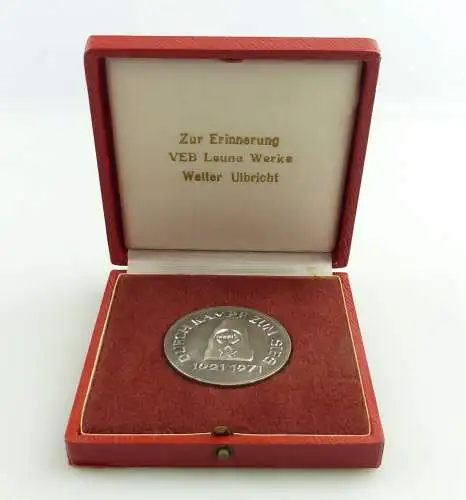 Zur Erinnerung
VEB Leuna Werke
Walter Ulbricht
DURCH KAMPF ZUM SIEG
1921-1971